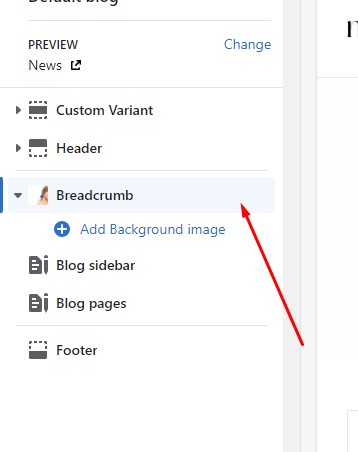 Default blog
PREVIEW
Change
News
Custom Variant
Header
Breadcrumb
Add Background image
Blog sidebar
Blog pages
Footer